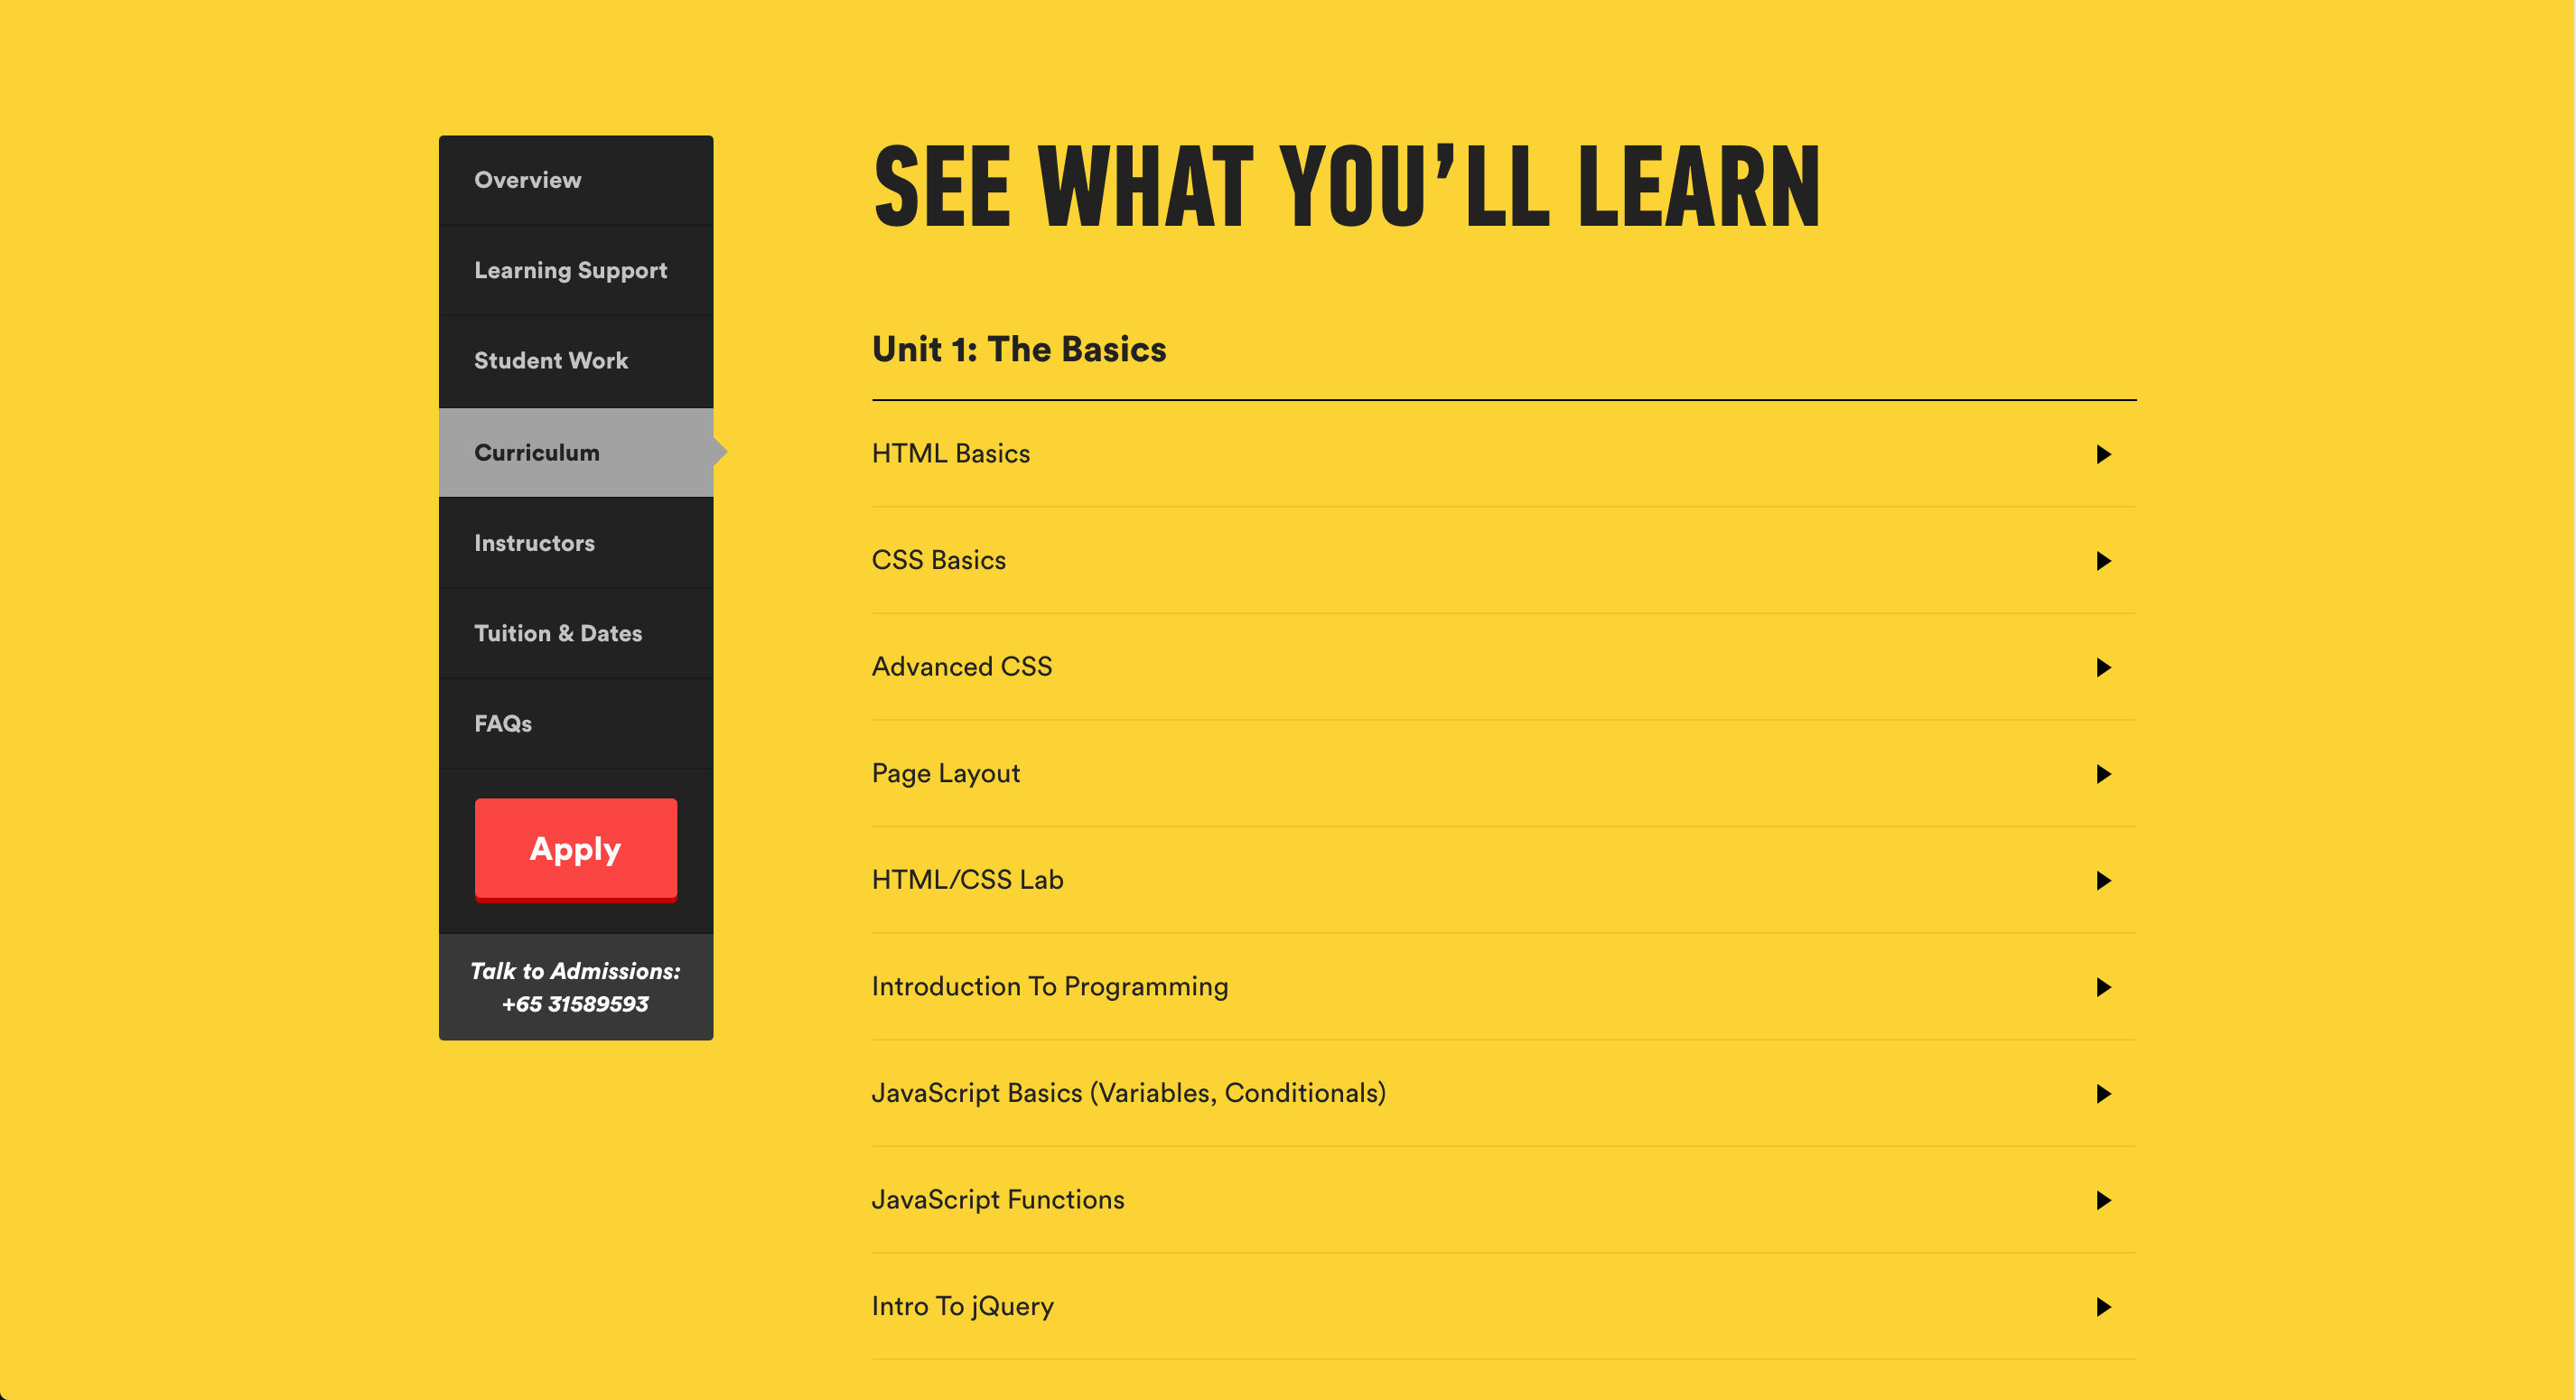 Overview
Learning Support
Student Work
Curriculum
Instructors
Tuition & Dates
FAQs
Apply
Talk to Admissions:
+65 31589593
SEE WHAT YOU’LL LEARN
Unit 1: The Basics
HTML Basics
CSS Basics
Advanced CSS
Page Layout
HTML/CSS Lab
Introduction To Programming
JavaScript Basics (Variables, Conditionals)
JavaScript Functions
Intro To jQuery